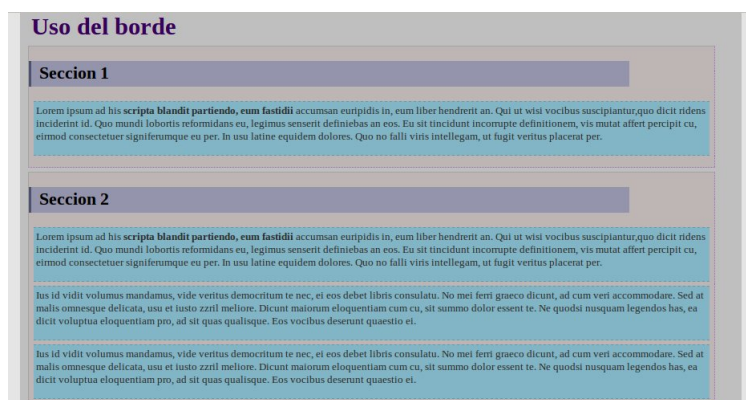 Uso del borde
Seccion 1
Lorem ipsum ad his scripta blandit partiendo, eum fastidii accumsan euripidis in, eum liber hendrerit an. Qui ut wisi vocibus suscipiantur,quo dicit ridens
inciderint id. Quo mundi lobortis reformidans eu, legimus senserit definiebas an eos. Eu sit tincidunt incorrupte definitionem, vis mutat affert percipit cu,
eirmod consectetuer signiferumque eu per. In usu latine equidem dolores. Quo no falli viris intellegam, ut fugit veritus placerat per.
Seccion 2
Lorem ipsum ad his scripta blandit partiendo, eum fastidii accumsan euripidis in, eum liber hendrerit an. Qui ut wisi vocibus suscipiantur,quo dicit ridens
inciderint id. Quo mundi lobortis reformidans eu, legimus senserit definiebas an eos. Eu sit tincidunt incorrupte definitionem, vis mutat affert percipit cu,
eirmod consectetuer signiferumque eu per. In usu latine equidem dolores. Quo no falli viris intellegam, ut fugit veritus placerat per.
Ius id vidit volumus mandamus, vide veritus democritum te nec, ei eos debet libris consulatu. No mei ferri graeco dicunt, ad cum veri accommodare. Sed at
malis omnesque delicata, usu et iusto zzril meliore. Dicunt maiorum eloquentiam cum cu, sit summo dolor essent te. Ne quodsi nusquam legendos has, ea
dicit voluptua eloquentiam pro, ad sit quas qualisque. Eos vocibus deserunt quaestio ei.
Ius id vidit volumus mandamus, vide veritus democritum te nec, ei eos debet libris consulatu. No mei ferri graeco dicunt, ad cum veri accommodare. Sed at
malis omnesque delicata, usu et iusto zzril meliore. Dicunt maiorum eloquentiam cum cu, sit summo dolor essent te. Ne quodsi nusquam legendos has, ea
dicit voluptua eloquentiam pro, ad sit quas qualisque. Eos vocibus deserunt quaestio ei.